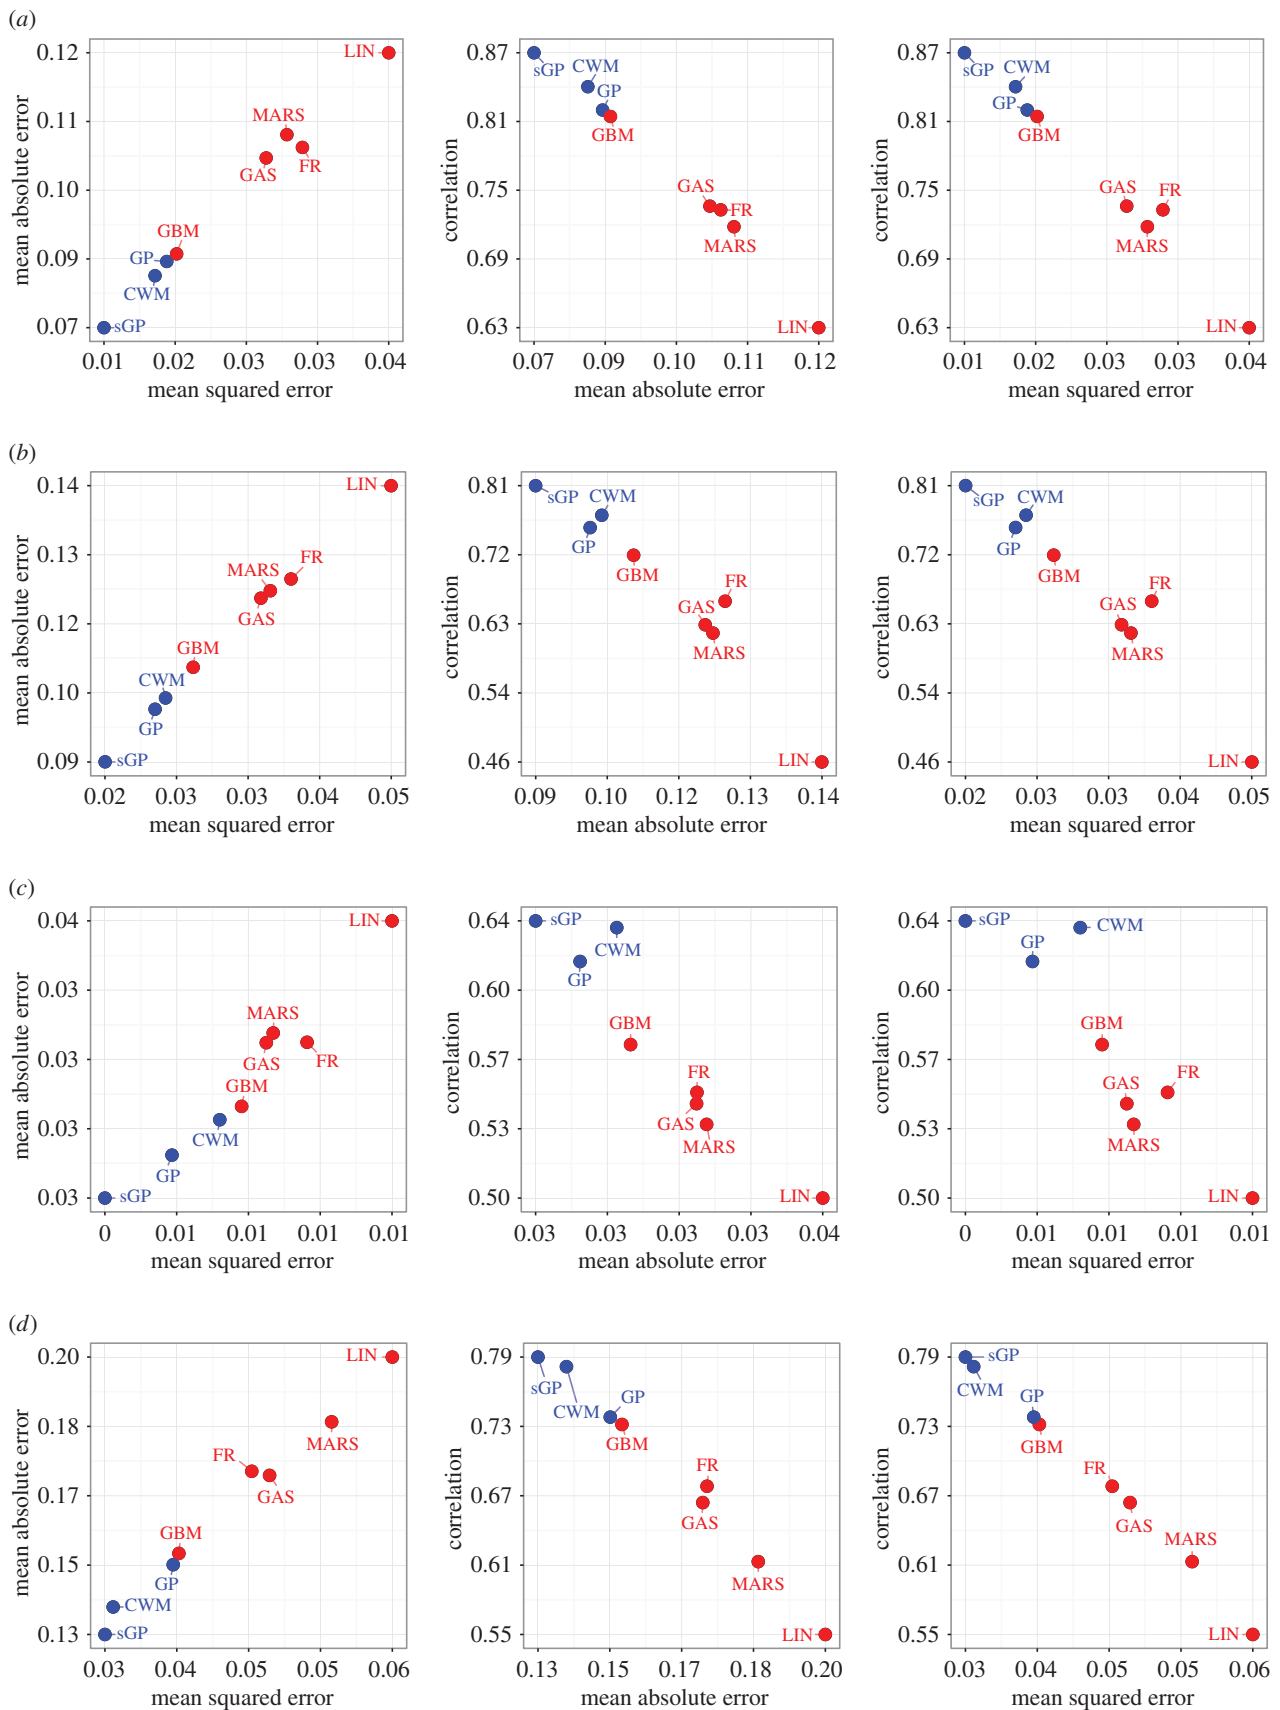 (a)
0.12
0.11
0.10
0.09
0.07
mean absolute error
LIN
MARS
FR
GAS
GBM
GP
CWM
sGP
0.01 0.02 0.03 0.03 0.04
mean squared error
0.87
0.81
0.75
0.69
0.63
correlation
sGP
CWM
GP
GBM
GAS
FR
MARS
LIN
0.07 0.09 0.10 0.11 0.12
mean absolute error
0.87
0.81
0.75
0.69
0.63
correlation
sGP
CWM
GP
GBM
GAS
FR
MARS
LIN
0.01 0.02 0.03 0.03 0.04
mean squared error
(b)
0.14
0.13
0.12
0.10
0.09
mean absolute error
LIN
FR
MARS
GAS
GBM
CWM
GP
sGP
0.02 0.03 0.03 0.04 0.05
mean squared error
0.81
0.72
0.63
0.54
0.46
correlation
sGP
CWM
GP
GBM
FR
GAS
MARS
LIN
0.09 0.10 0.12 0.13 0.14
mean absolute error
0.81
0.72
0.63
0.54
0.46
correlation
sGP
CWM
GP
GBM
FR
GAS
MARS
LIN
0.02 0.03 0.03 0.04 0.05
mean squared error
(c)
0.04
0.03
0.03
0.03
0.03
mean absolute error
LIN
MARS
GAS
FR
GBM
CWM
GP
sGP
0 0.01 0.01 0.01 0.01
mean squared error
0.64
0.60
0.57
0.53
0.50
correlation
sGP
CWM
GP
GBM
FR
GAS
MARS
LIN
0.03 0.03 0.03 0.03 0.04
mean absolute error
0.64
0.60
0.57
0.53
0.50
correlation
sGP
CWM
GP
GBM
FR
GAS
MARS
LIN
0 0.01 0.01 0.01 0.01
mean squared error
(d)
0.20
0.18
0.17
0.15
0.13
mean absolute error
LIN
MARS
FR
GAS
GBM
GP
CWM
sGP
0.03 0.04 0.05 0.05 0.06
mean squared error
0.79
0.73
0.67
0.61
0.55
correlation
sGP
CWM
GP
GBM
FR
GAS
MARS
LIN
0.13 0.15 0.17 0.18 0.20
mean absolute error
0.79
0.73
0.67
0.61
0.55
correlation
sGP
CWM
GP
GBM
FR
GAS
MARS
LIN
0.03 0.04 0.05 0.05 0.06
mean squared error